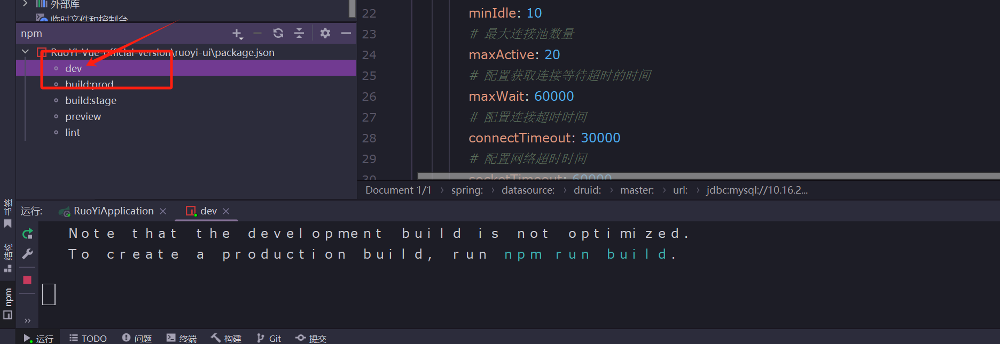 外部库
临时文件和控制台
npm
RuoYi-Vue-official-version\ruoyi-ui\package.json
dev
build:prod
build:stage
preview
lint
22 minIdle: 10
23 # 最大连接池数量
24 maxActive: 20
25 # 配置获取连接等待超时的时间
26 maxWait: 60000
27 # 配置连接超时时间
28 connectTimeout: 30000
29 # 配置网络超时时间
30 socketTimeout: 60000
Document 1/1 › spring: › datasource: › druid: › master: › url: › jdbc:mysql://10.16.2...
书签
结构
npm
运行: RuoYiApplication × dev ×
Note that the development build is not optimized.
To create a production build, run npm run build.
»
运行 TODO 问题 终端 构建 Git 提交